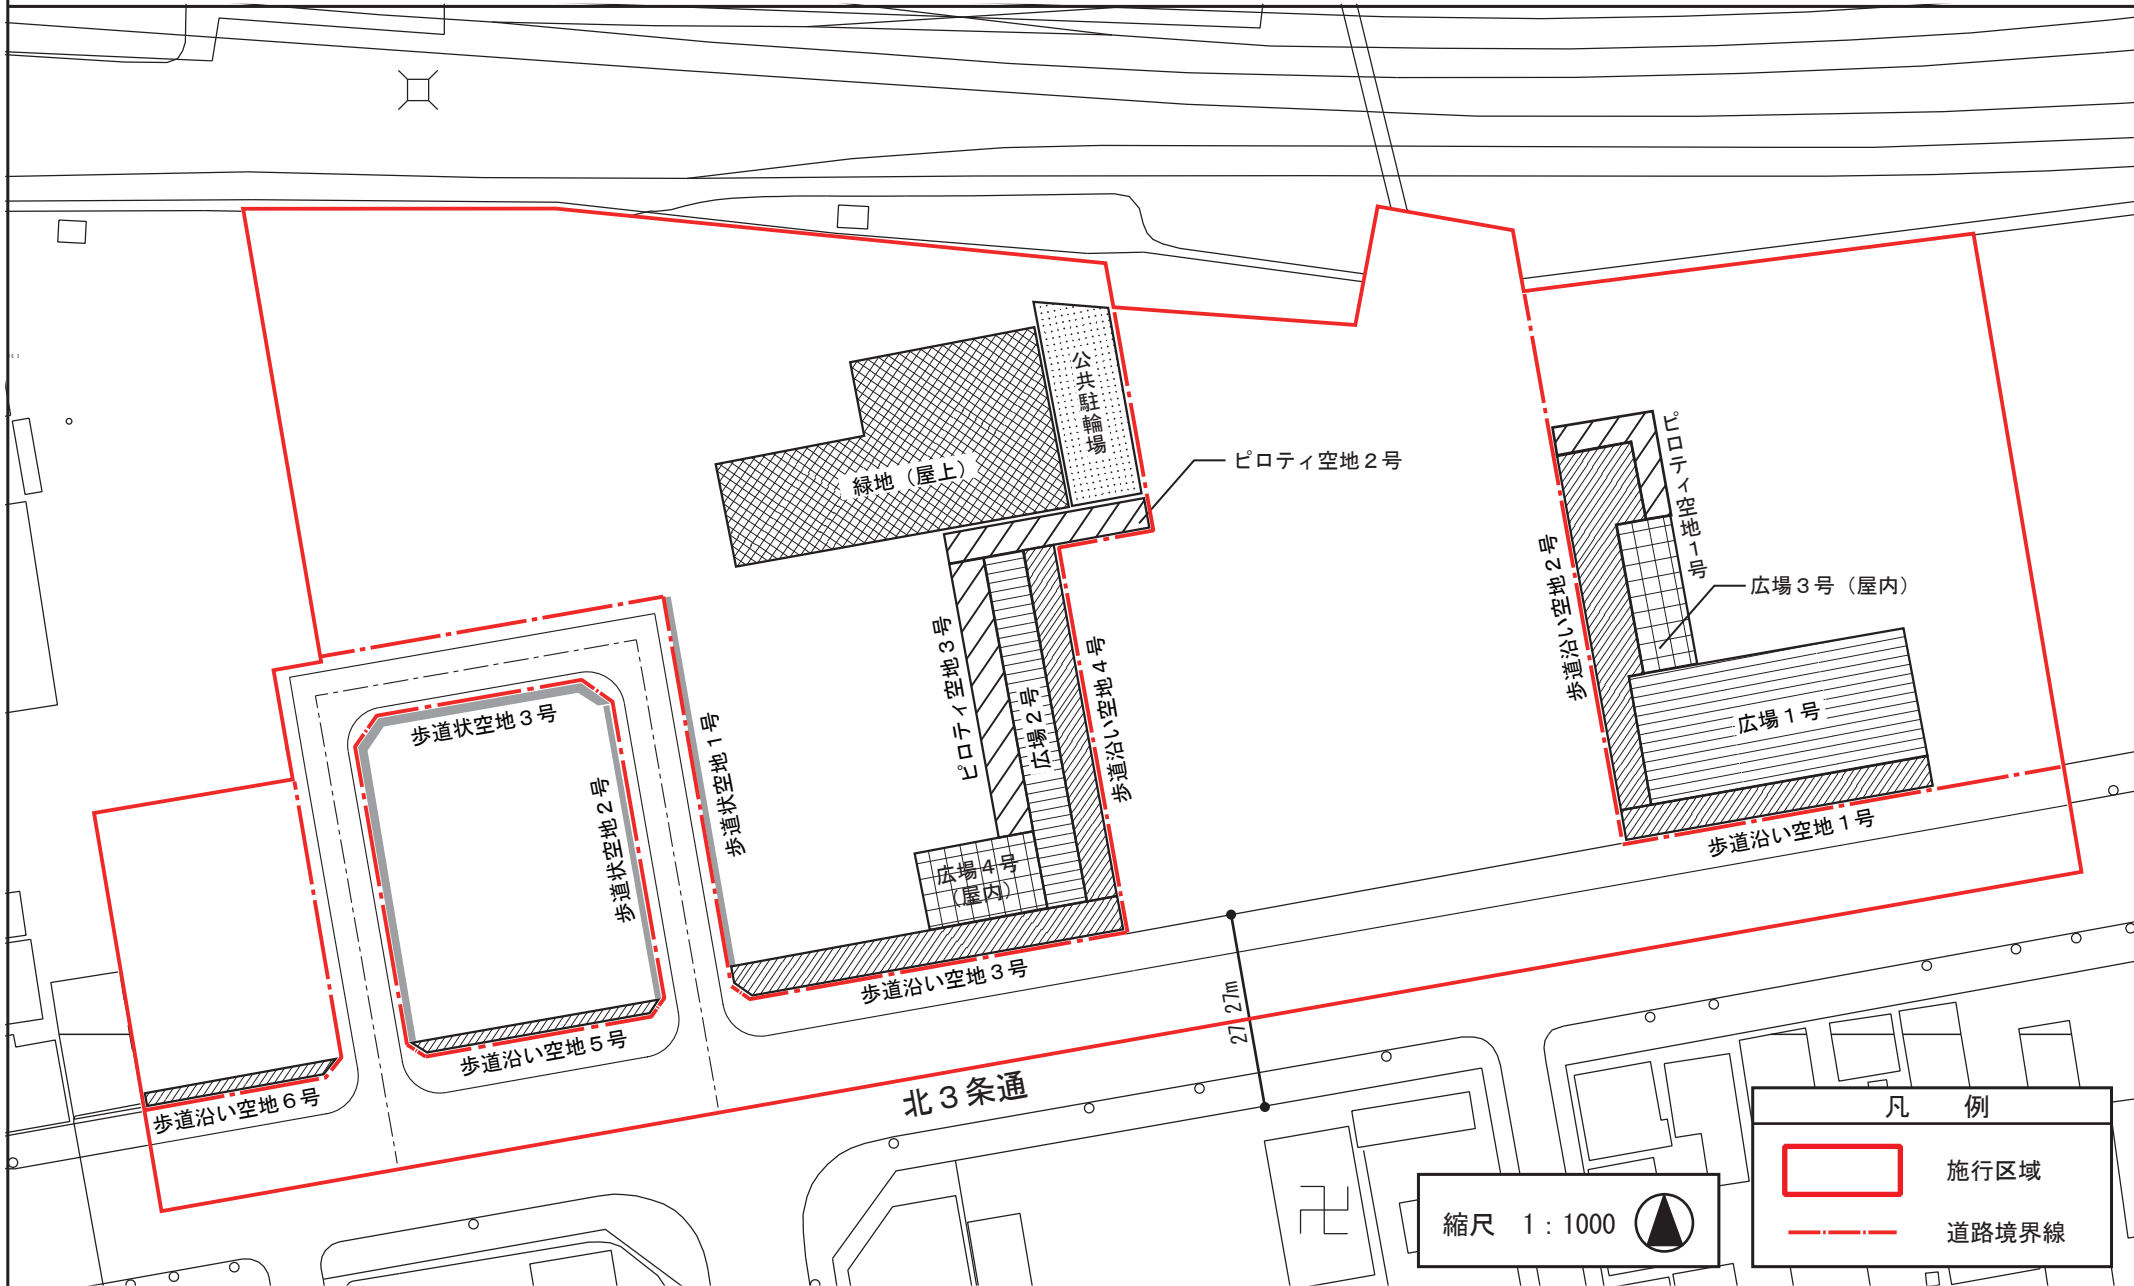 公共駐輪場
緑地（屋上）
ピロティ空地２号
ピロティ空地１号
歩道沿い空地２号
広場３号（屋内）
広場１号
歩道沿い空地１号
ピロティ空地３号
広場２号
歩道沿い空地４号
広場４号
（屋内）
歩道沿い空地３号
歩道状空地１号
歩道状空地３号
歩道状空地２号
歩道沿い空地５号
歩道沿い空地６号
北３条通
27 27m
縮尺　1：1000
凡　例
施行区域
道路境界線